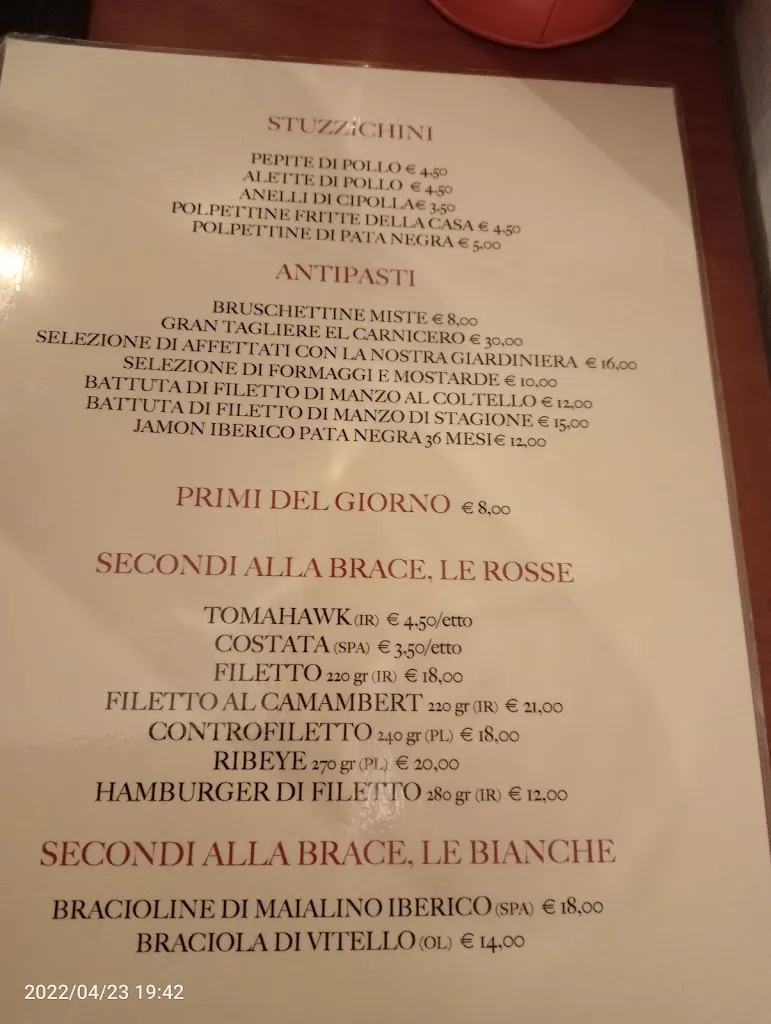 STUZZICHINI
PEPITE DI POLLO € 4,50
ALETTE DI POLLO € 4,50
ANELLI DI CIPOLLA€ 3,50
POLPETTINE FRITTE DELLA CASA € 4,50
POLPETTINE DI PATA NEGRA € 5,00
ANTIPASTI
BRUSCHETTINE MISTE € 8,00
GRAN TAGLIERE EL CARNICERO € 30,00
SELEZIONE DI AFFETTATI CON LA NOSTRA GIARDINIERA € 16,00
SELEZIONE DI FORMAGGI E MOSTARDE € 10,00
BATTUTA DI FILETTO DI MANZO AL COLTELLO € 12,00
BATTUTA DI FILETTO DI MANZO DI STAGIONE € 15,00
JAMON IBERICO PATA NEGRA 36 MESI€ 12,00
PRIMI DEL GIORNO € 8,00
SECONDI ALLA BRACE, LE ROSSE
TOMAHAWK (IR) € 4,50/etto
COSTATA (SPA) € 3,50/etto
FILETTO 220 gr (IR) € 18,00
FILETTO AL CAMAMBERT 220 gr (IR) € 21,00
CONTROFILETTO 240 gr (PL) € 18,00
RIBEYE 270 gr (PL) € 20,00
HAMBURGER DI FILETTO 280 gr (IR) € 12,00
SECONDI ALLA BRACE, LE BIANCHE
BRACIOLINE DI MAIALINO IBERICO (SPA) € 18,00
BRACIOLA DI VITELLO (OL) € 14,00
2022/04/23 19:42